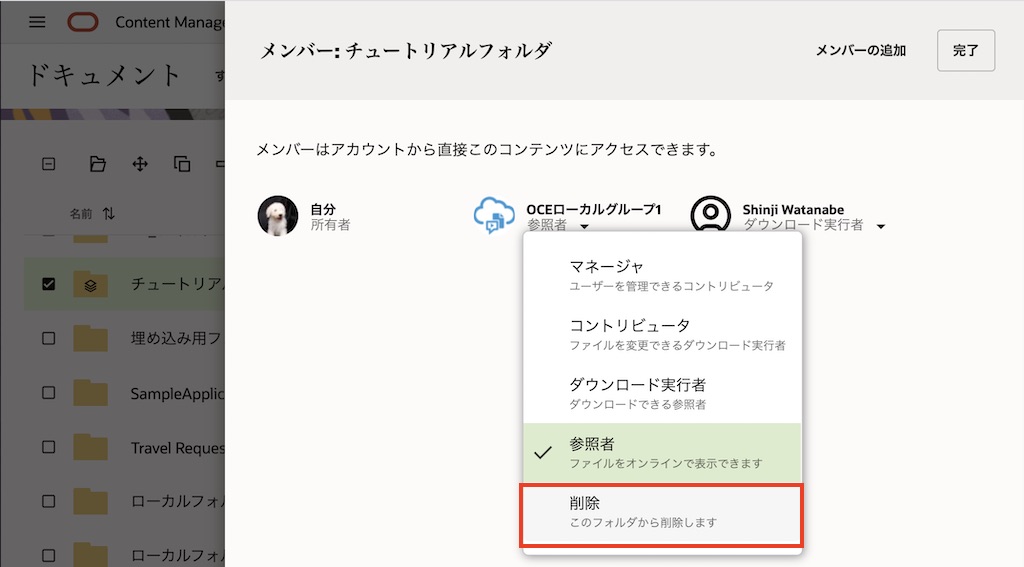 Content Manag
ドキュメント
メンバー: チュートリアルフォルダ
メンバーの追加
完了
メンバーはアカウントから直接このコンテンツにアクセスできます。
名前
自分
所有者
OCEローカルグループ1
参照者
Shinji Watanabe
ダウンロード実行者
マネージャ
ユーザーを管理できるコントリビュータ
コントリビュータ
ファイルを変更できるダウンロード実行者
ダウンロード実行者
ダウンロードできる参照者
参照者
ファイルをオンラインで表示できます
削除
このフォルダから削除します
チュートリア
埋め込み用フ
SampleApplic
Travel Reques
ローカルフォル
ローカルフォル